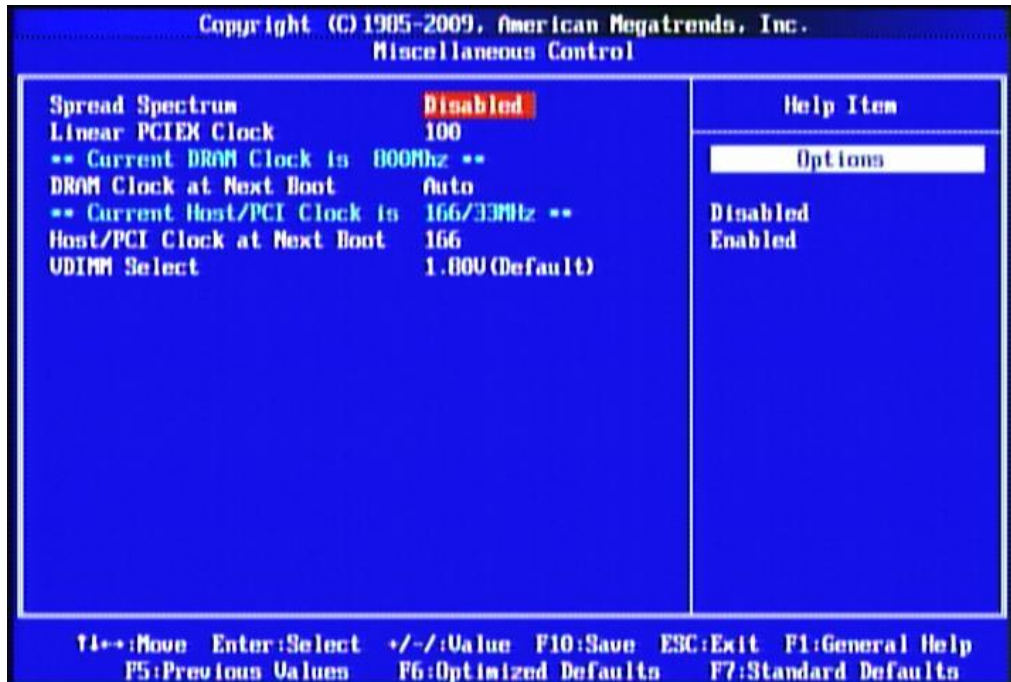 Copyright (C)1985-2009, American Megatrends, Inc.
Miscellaneous Control
Spread Spectrum Disabled
Linear PCIEX Clock 100
** Current DRAM Clock is 800Mhz **
DRAM Clock at Next Boot Auto
** Current Host/PCI Clock is 166/33MHz **
Host/PCI Clock at Next Boot 166
VDIMM Select 1.80V(Default)
Help Item
Options
Disabled
Enabled
↑↓←→:Move Enter:Select +/-/:Value F10:Save ESC:Exit F1:General Help
F5:Previous Values F6:Optimized Defaults F7:Standard Defaults